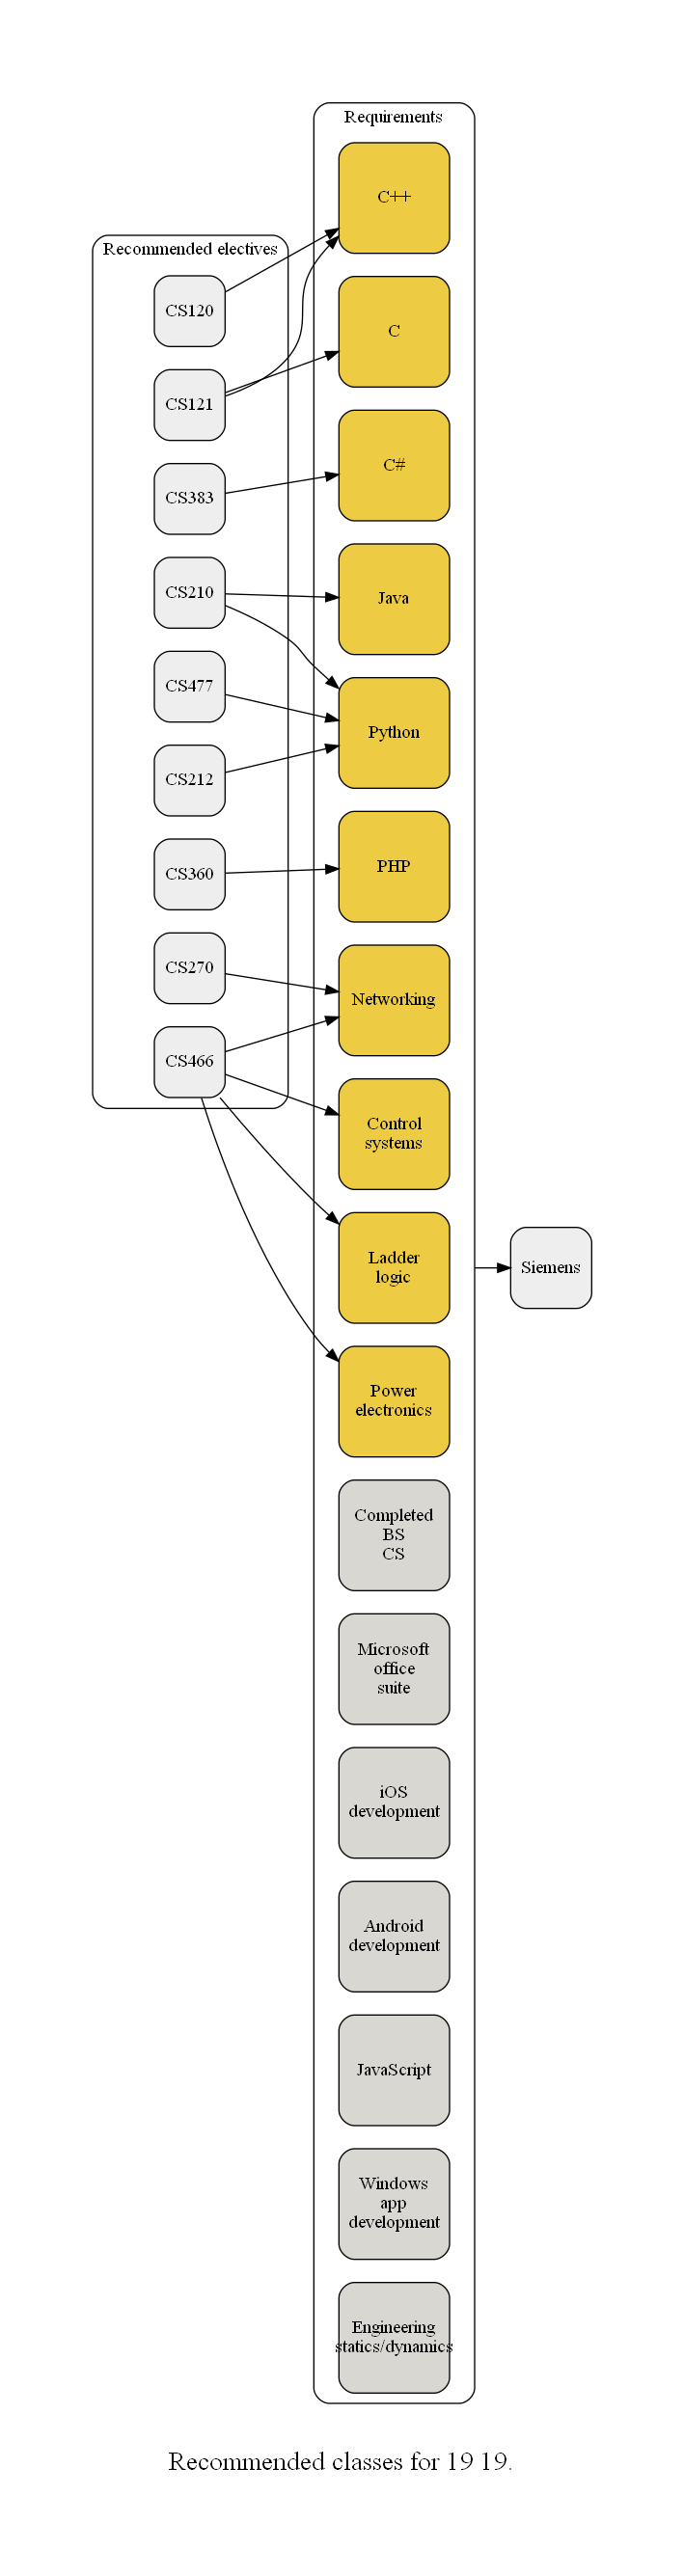 Requirements
C++
Recommended electives
CS120
C
CS121
C#
CS383
Java
CS210
CS477
Python
CS212
PHP
CS360
CS270
Networking
CS466
Control
systems
Ladder
logic
Siemens
Power
electronics
Completed
BS
CS
Microsoft
office
suite
iOS
development
Android
development
JavaScript
Windows
app
development
Engineering
statics/dynamics
Recommended classes for 19 19.